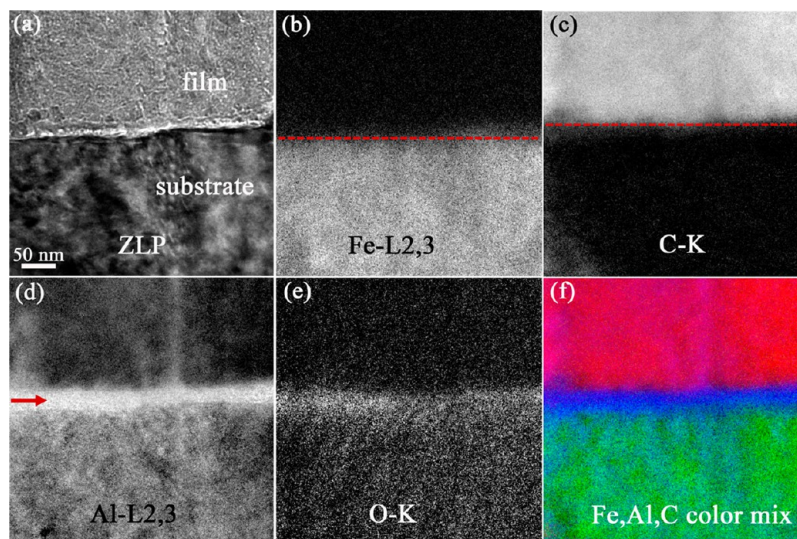 (a)
film
substrate
ZLP
50 nm
(b)
Fe-L2,3
(c)
C-K
(d)
Al-L2,3
(e)
O-K
(f)
Fe,Al,C color mix